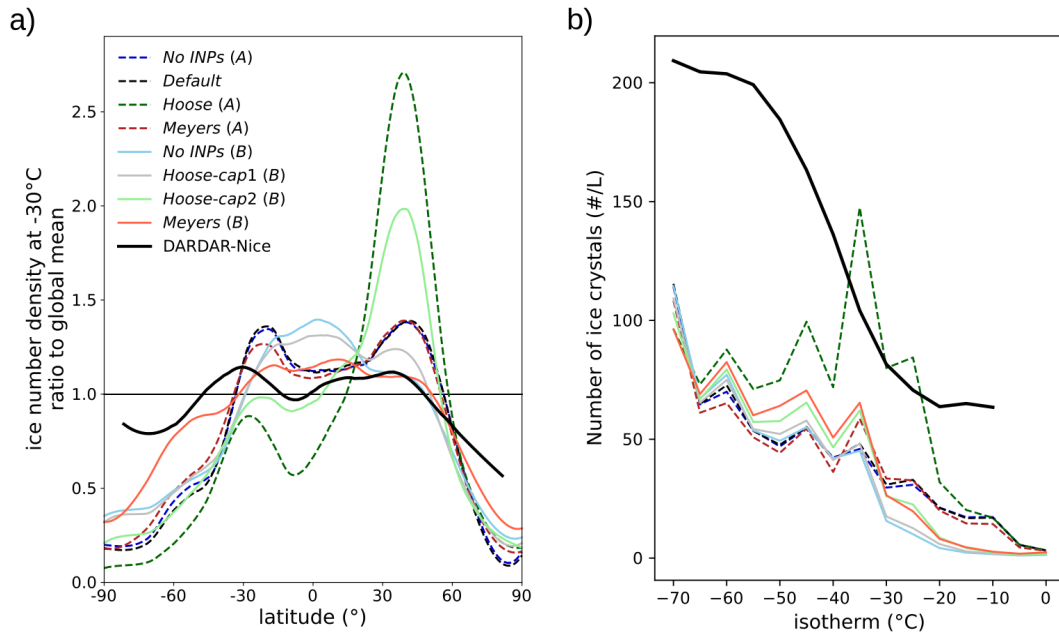 a)
ice number density at -30°C
ratio to global mean
2.5
2.0
1.5
1.0
0.5
0.0
No INPs (A)
Default
Hoose (A)
Meyers (A)
No INPs (B)
Hoose-cap1 (B)
Hoose-cap2 (B)
Meyers (B)
DARDAR-Nice
-90 -60 -30 0 30 60 90
latitude (°)
b)
Number of ice crystals (#/L)
200
150
100
50
0
−70 −60 −50 −40 −30 −20 −10 0
isotherm (°C)